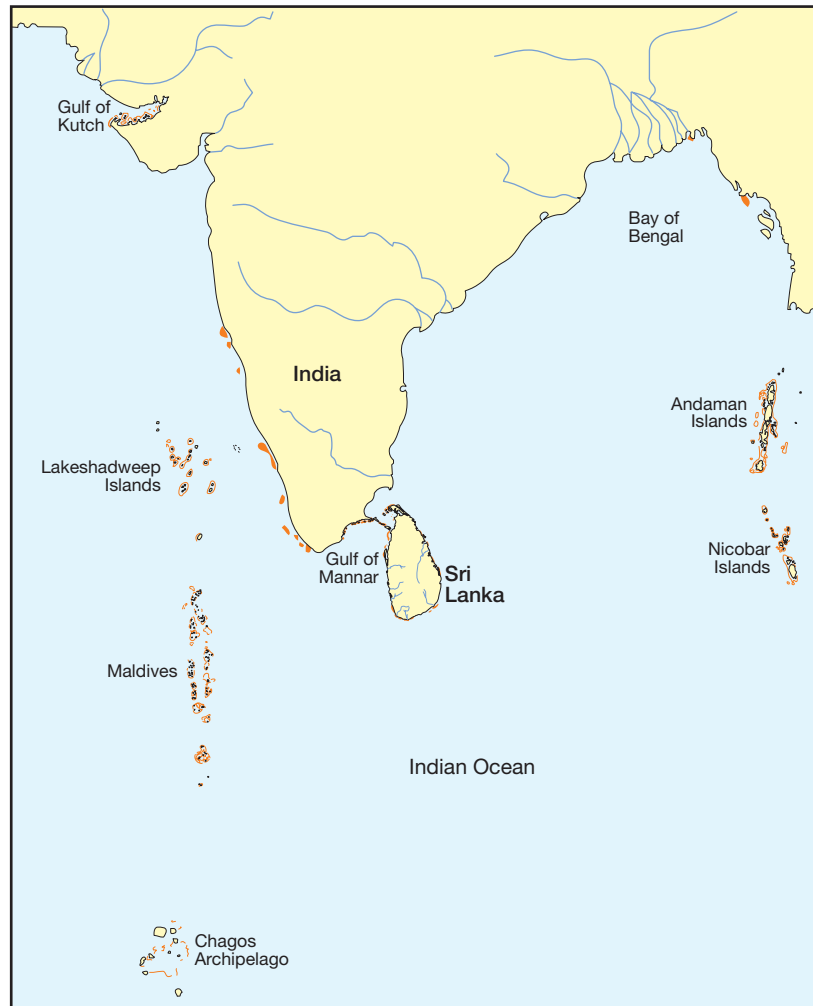 Gulf of
Kutch
Bay of
Bengal
India
Andaman
Islands
Lakeshadweep
Islands
Gulf of
Mannar
Sri
Lanka
Nicobar
Islands
Maldives
Indian Ocean
Chagos
Archipelago